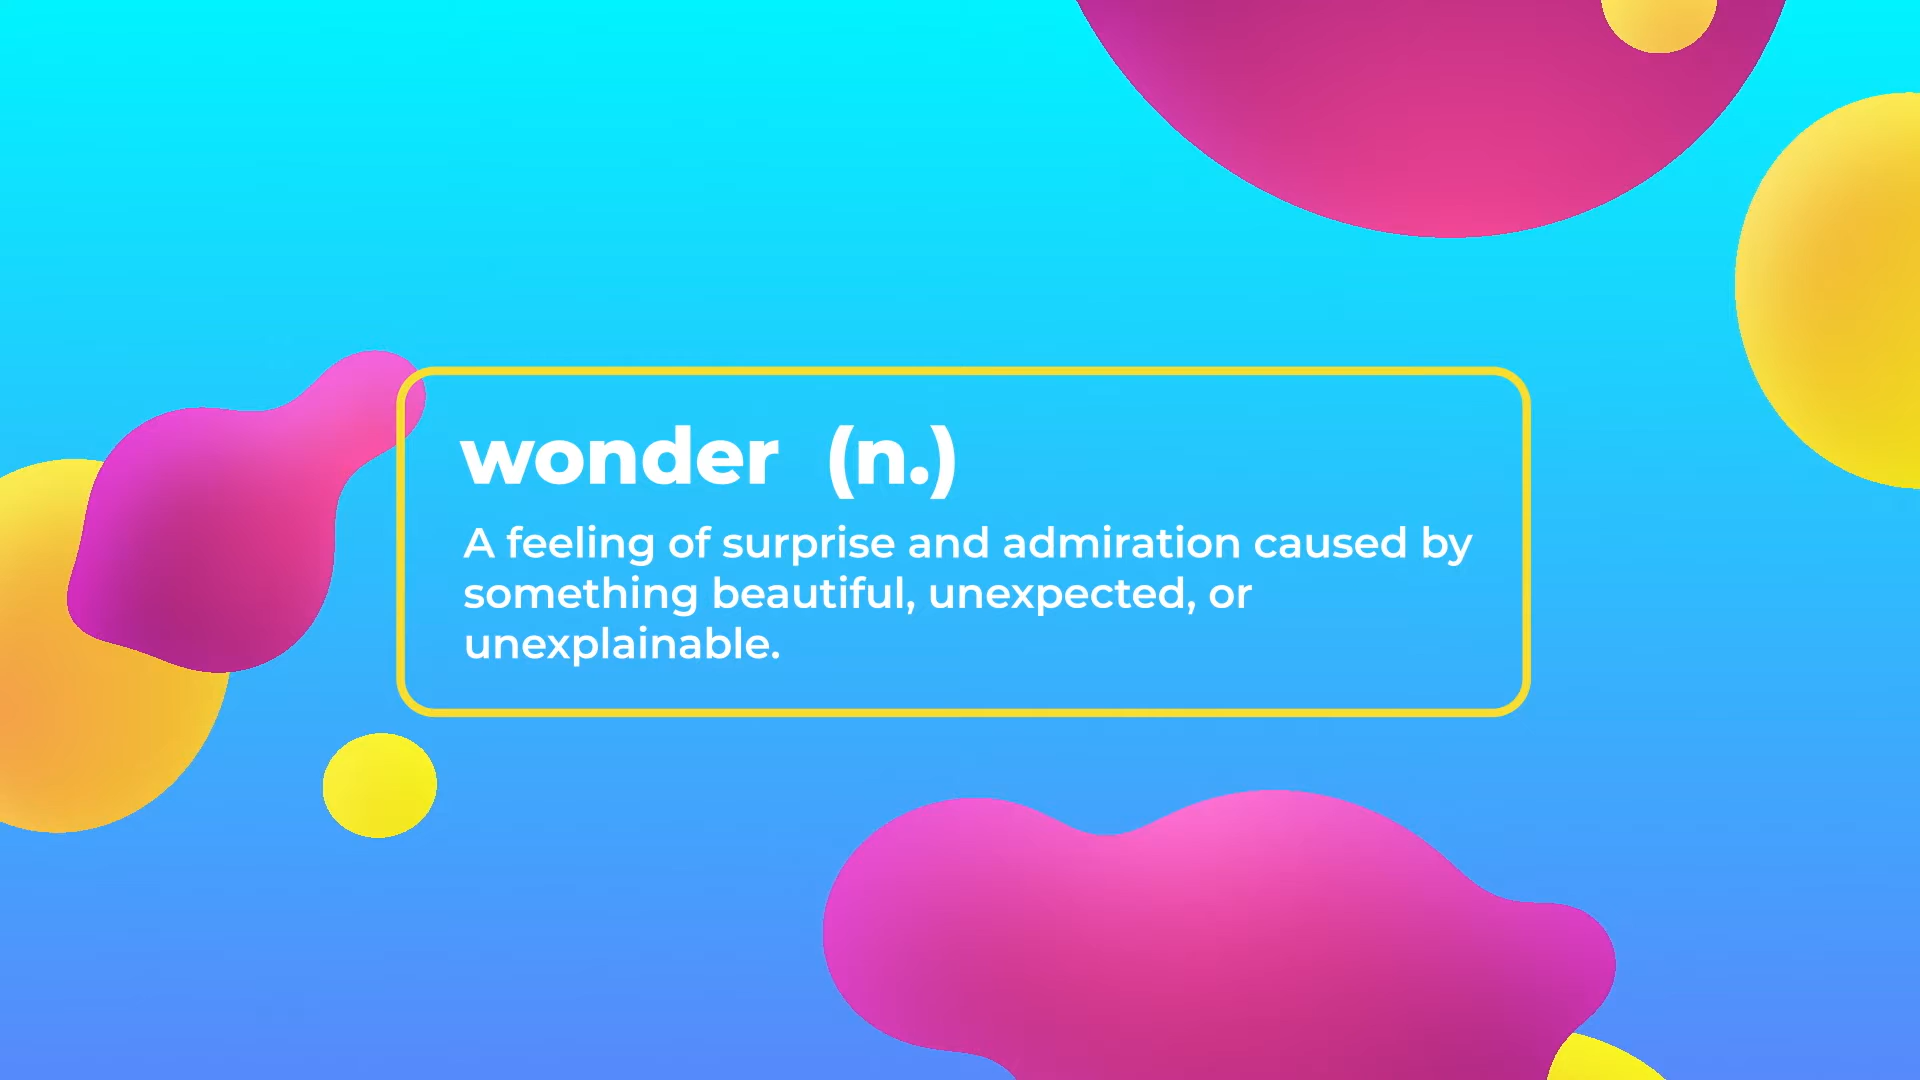 wonder (n.)
A feeling of surprise and admiration caused by
something beautiful, unexpected, or
unexplainable.